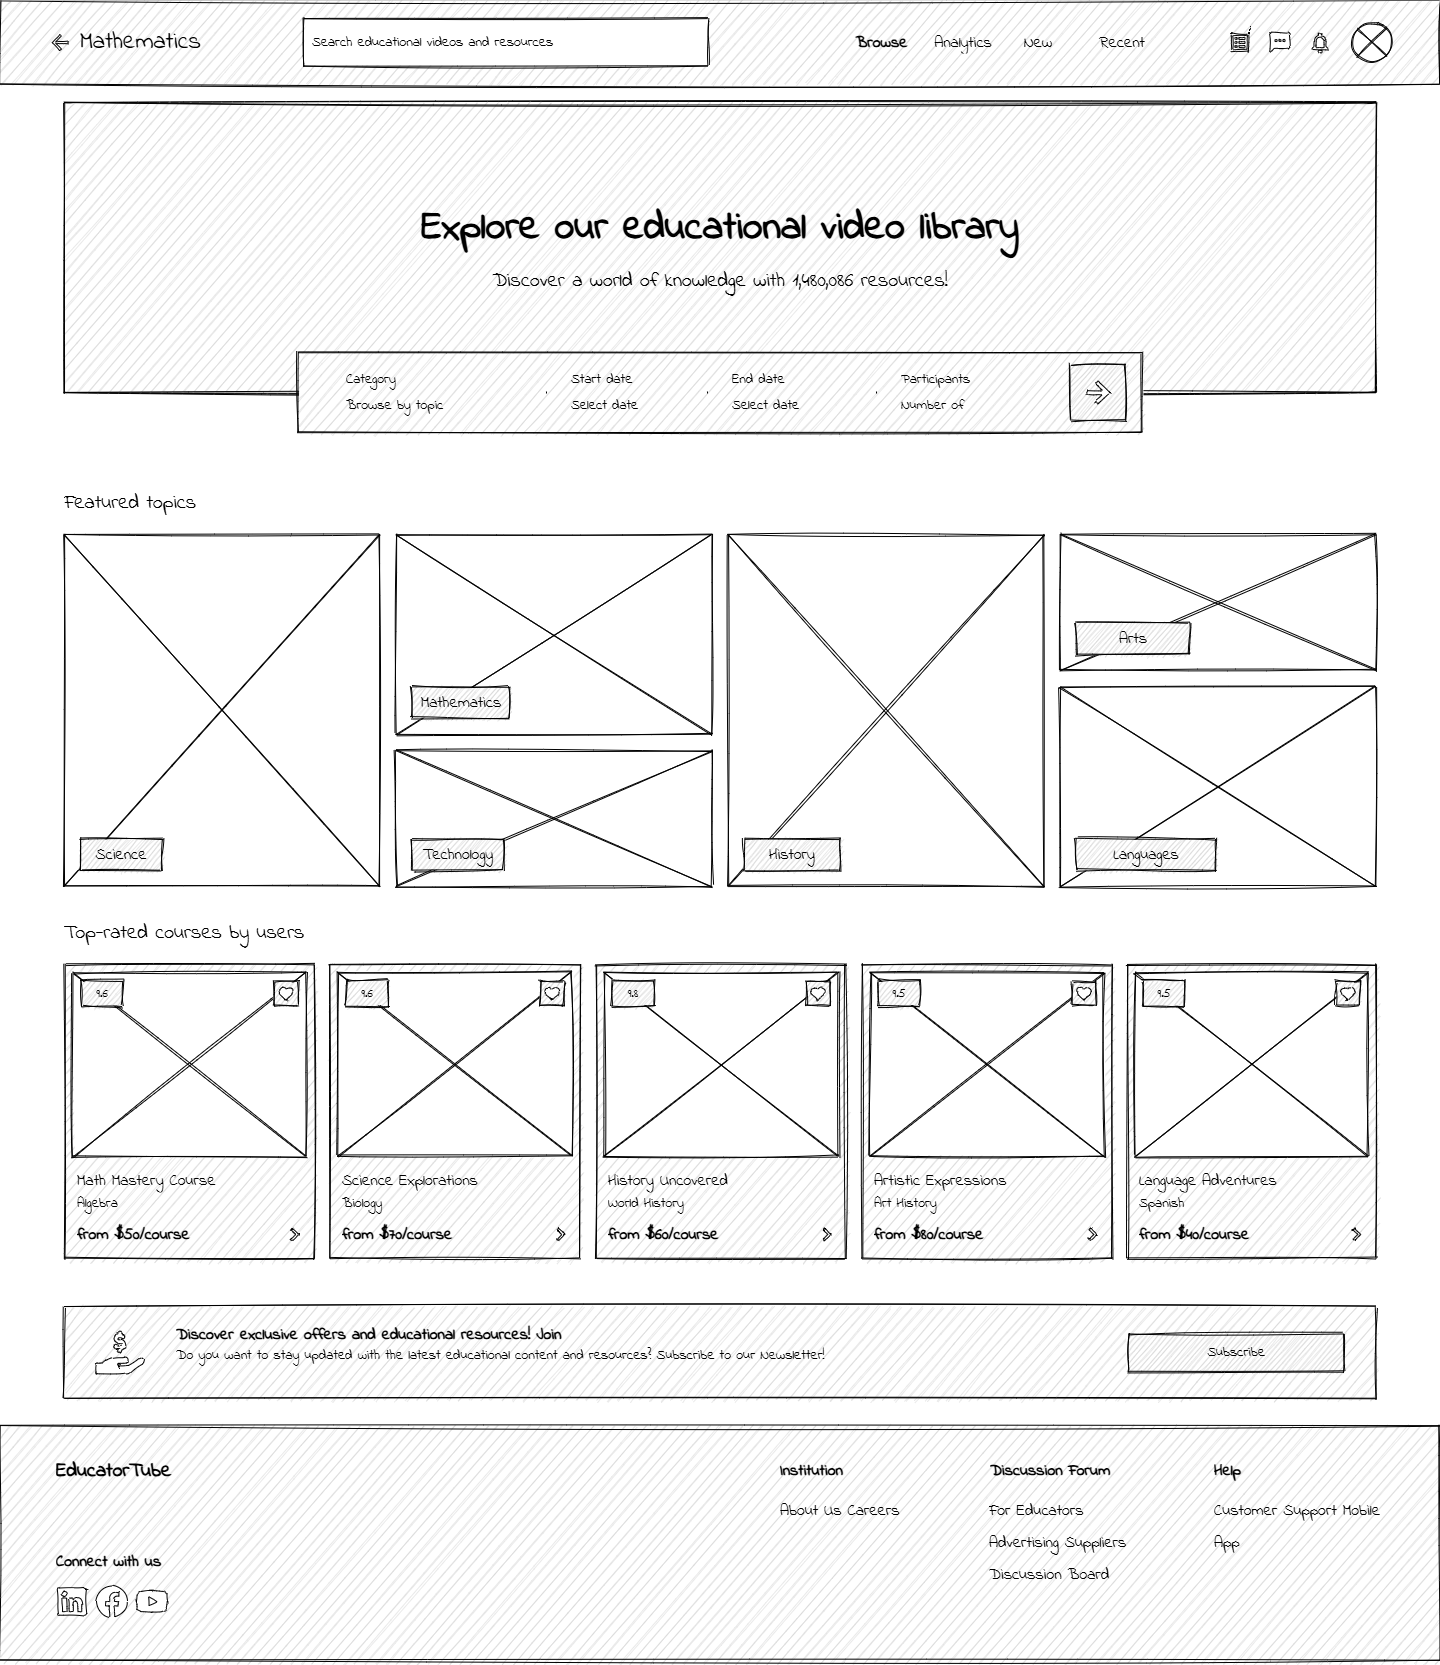 Mathematics
Search educational videos and resources
Browse Analytics New Recent
Explore our educational video library
Discover a world of knowledge with 1,480,086 resources!
Category Start date End date Participants
Browse by topic Select date Select date Number of
Featured topics
Arts
Mathematics
Science Technology History Languages
Top-rated courses by users
9.6 9.6 9.8 9.5 9.5
Math Mastery Course Science Explorations History Uncovered Artistic Expressions Language Adventures
Algebra Biology World History Art History Spanish
from $50/course from $70/course from $60/course from $80/course from $40/course
Discover exclusive offers and educational resources! Join
Do you want to stay updated with the latest educational content and resources? Subscribe to our Newsletter!
Subscribe
EducatorTube Institution Discussion Forum Help
About Us Careers For Educators Customer Support Mobile
Advertising Suppliers App
Connect with us
Discussion Board
in f